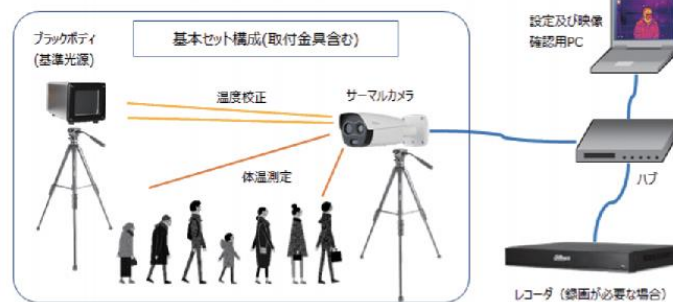 ブラックボディ
(基準光源)
基本セット構成(取付金具含む)
温度校正
サーマルカメラ
体温測定
設定及び映像
確認用PC
ハブ
レコーダ（録画が必要な場合）